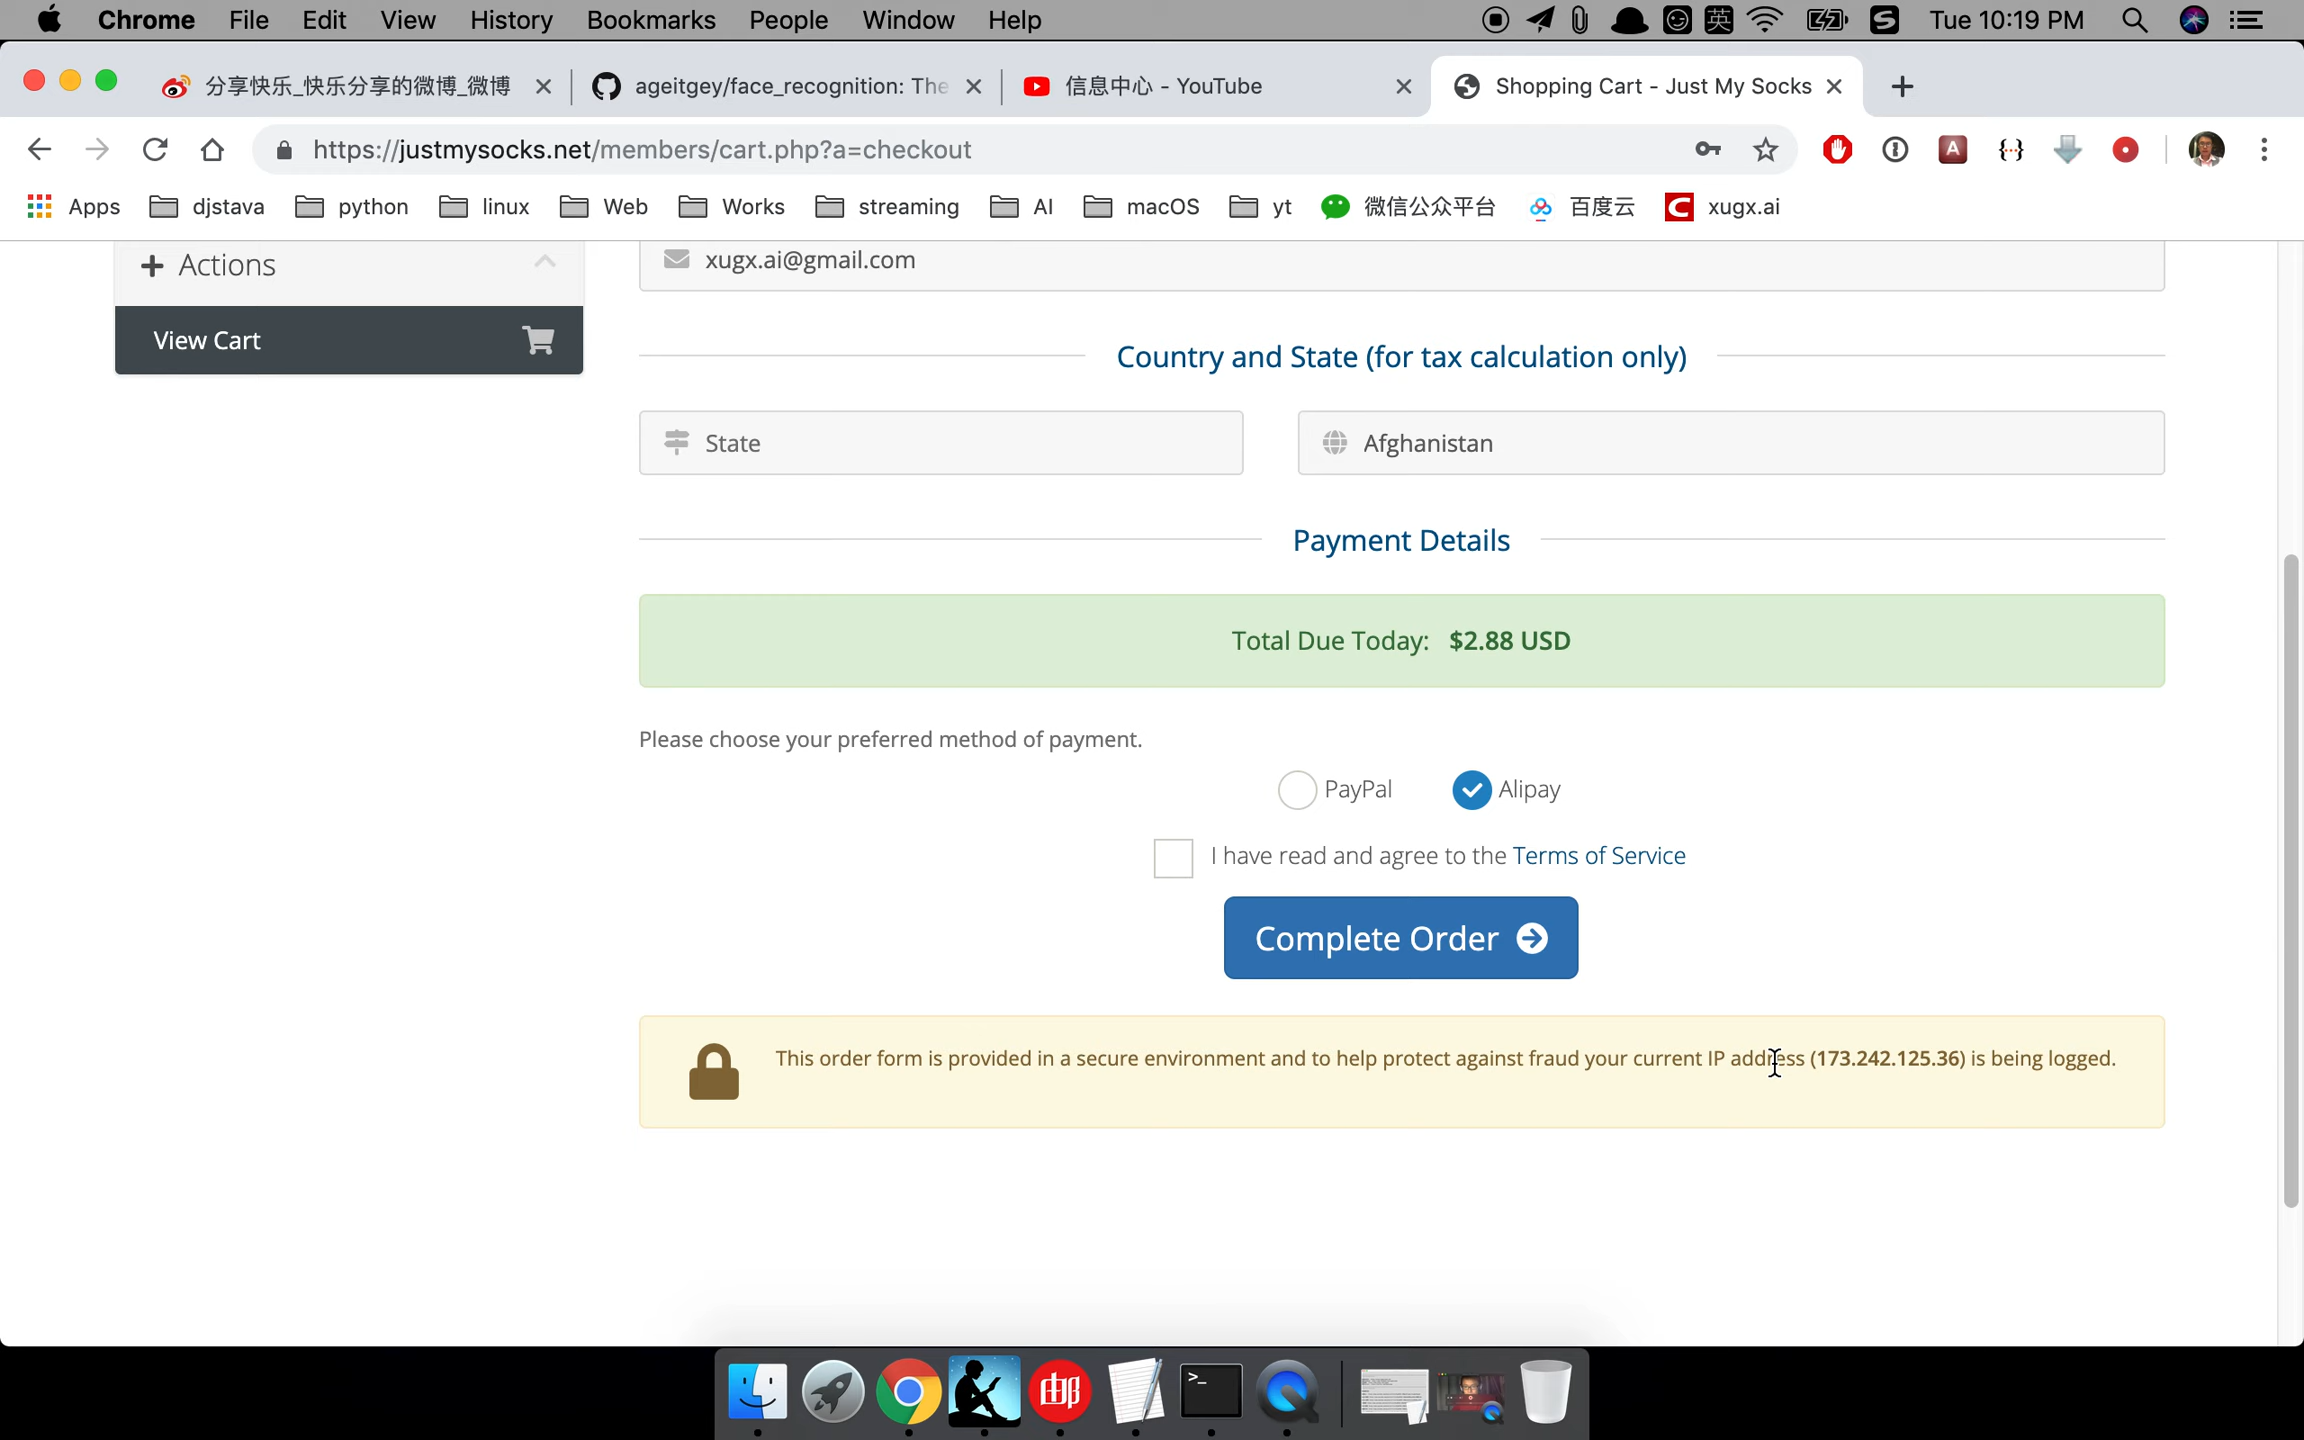 Chrome File Edit View History Bookmarks People Window Help 英 Tue 10:19 PM
分享快乐_快乐分享的微博_微博 ageitgey/face_recognition: The 信息中心 - YouTube Shopping Cart - Just My Socks
https://justmysocks.net/members/cart.php?a=checkout
Apps djstava python linux Web Works streaming AI macOS yt 微信公众平台 百度云 xugx.ai
Actions
xugx.ai@gmail.com
View Cart
Country and State (for tax calculation only)
State Afghanistan
Payment Details
Total Due Today: $2.88 USD
Please choose your preferred method of payment.
PayPal Alipay
I have read and agree to the Terms of Service
Complete Order
This order form is provided in a secure environment and to help protect against fraud your current IP address (173.242.125.36) is being logged.